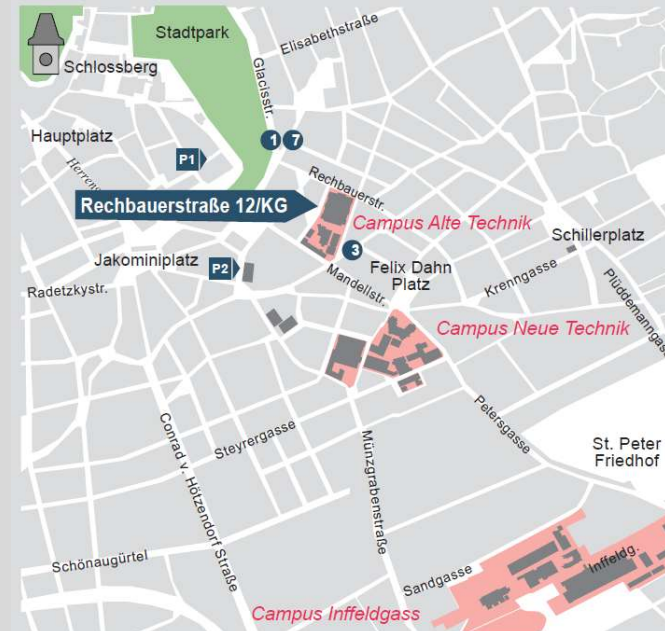 Stadtpark
Elisabethstraße
Schlossberg
Glacisstr.
Hauptplatz
1 7
P1
Rechbauerstr.
Rechbauerstraße 12/KG
Campus Alte Technik
Schillerplatz
3
Jakominiplatz
P2
Felix Dahn
Platz
Krenngasse
Radetzkystr.
Mandellstr.
Campus Neue Technik
Petersgasse
Steyrergasse
St. Peter
Friedhof
Conrad v. Hötzendorf Straße
Münzgrabenstraße
Schönaugürtel
Sandgasse
Inffeldg.
Campus Inffeldgass